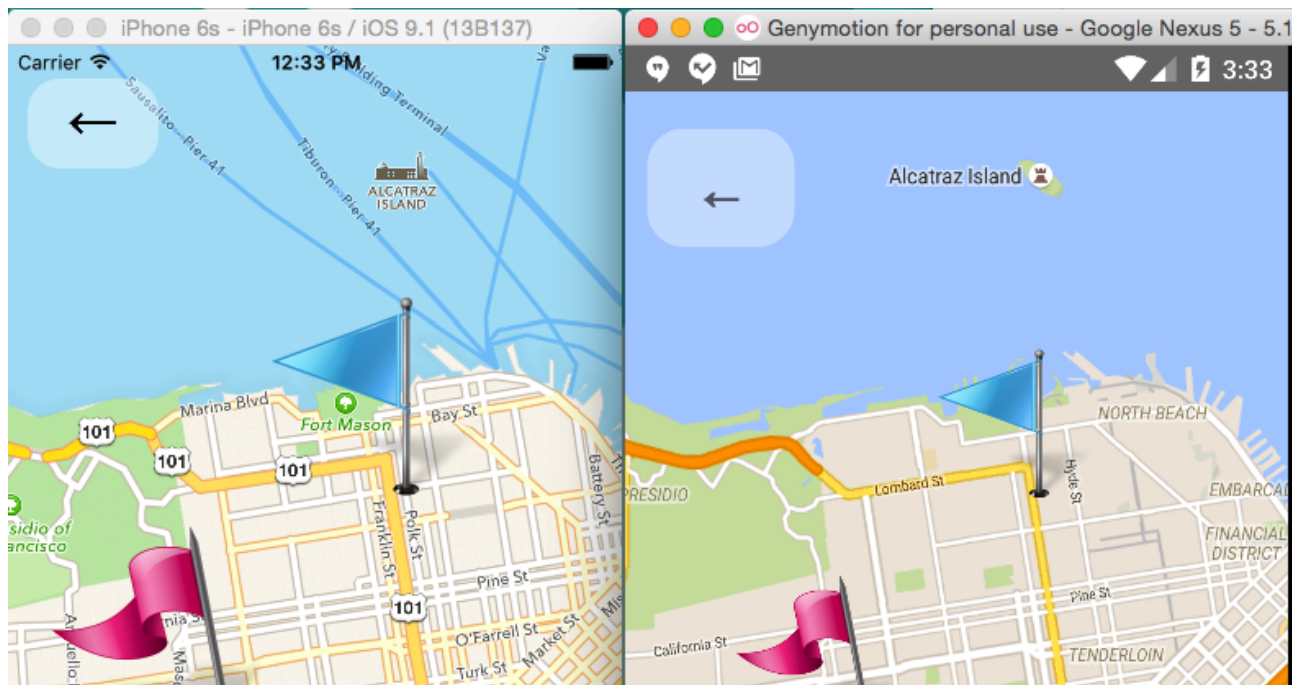 iPhone 6s - iPhone 6s / iOS 9.1 (13B137)
Carrier
12:33 PM
Sausalito - Pier 41
Tiburon - Pier 41
ALCATRAZ
ISLAND
Marina Blvd
Fort Mason
Bay St
101
101
101
Battery St
Franklin St
Polk St
Pine St
101
O'Farrell St
Market St
Turk St
Genymotion for personal use - Google Nexus 5 - 5.1
3:33
Alcatraz Island
NORTH BEACH
Hyde St
Lombard St
FINANCIAL
DISTRICT
Pine St
California St
TENDERLOIN